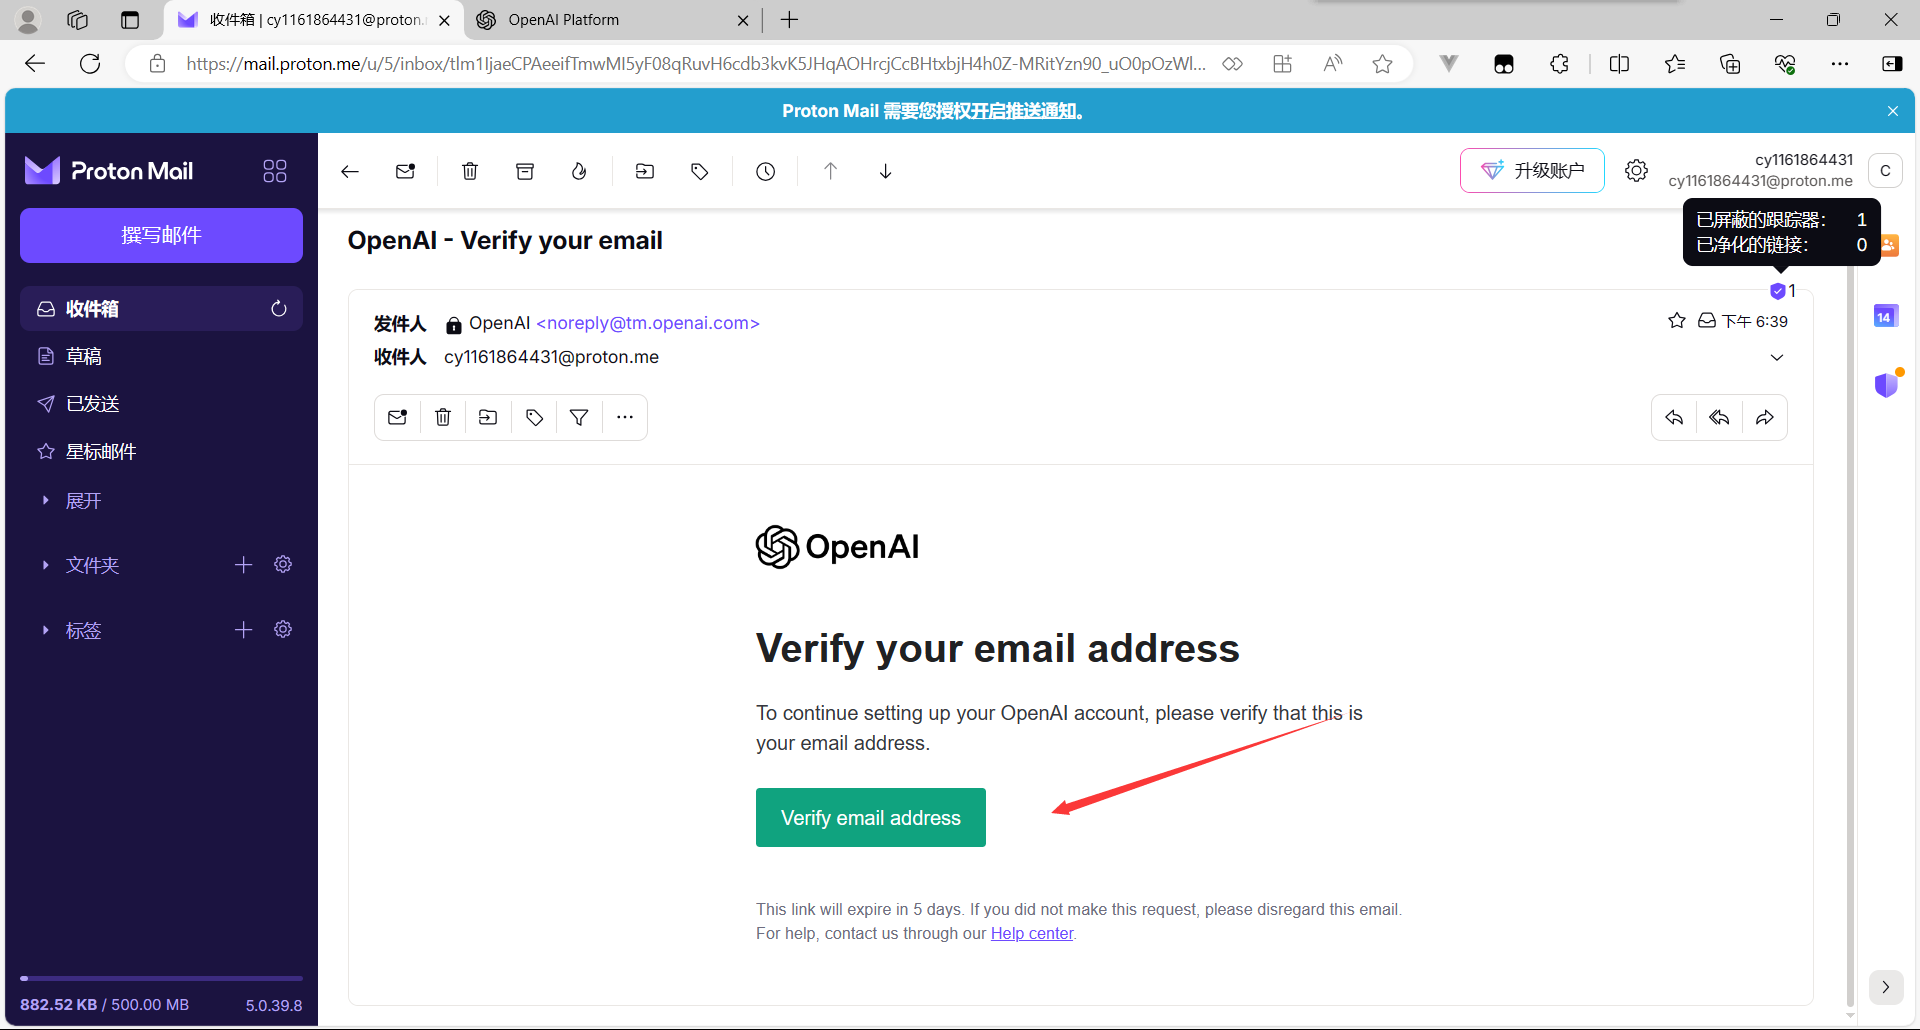 收件箱 | cy1161864431@proton.
OpenAI Platform
https://mail.proton.me/u/5/inbox/tlm1IjaeCPAeeifTmwMI5yF08qRuvH6cdb3kvK5JHqAOHrcjCcBHtxbjH4h0Z-MRitYzn90_uO0pOzWl...
Proton Mail 需要您授权开启推送通知。
Proton Mail
升级账户
cy1161864431
cy1161864431@proton.me
C
撰写邮件
OpenAI - Verify your email
已屏蔽的跟踪器： 1
已净化的链接： 0
1
收件箱
发件人 OpenAI <noreply@tm.openai.com>
下午 6:39
14
草稿
收件人 cy1161864431@proton.me
已发送
星标邮件
展开
文件夹
标签
OpenAI
Verify your email address
To continue setting up your OpenAI account, please verify that this is
your email address.
Verify email address
This link will expire in 5 days. If you did not make this request, please disregard this email.
For help, contact us through our Help center.
882.52 KB / 500.00 MB
5.0.39.8